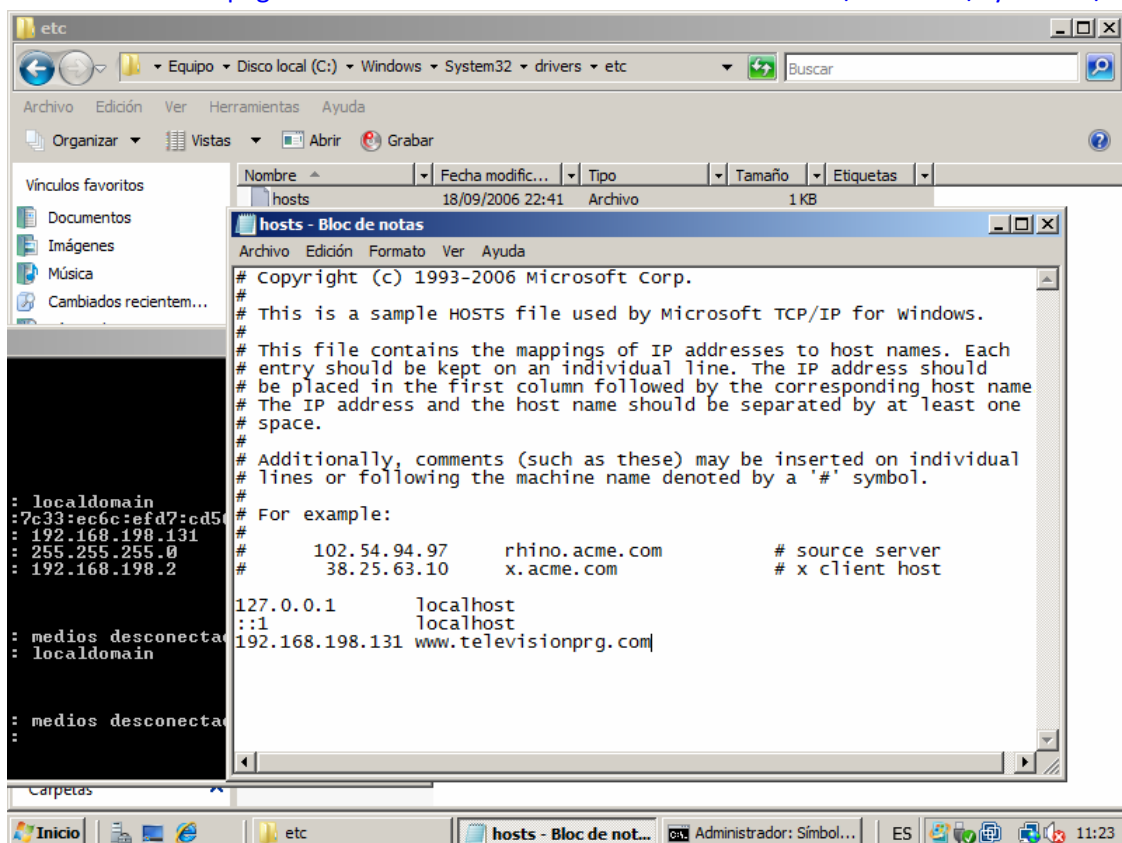 etc
Equipo Disco local (C:) Windows System32 drivers etc Buscar
Archivo Edición Ver Herramientas Ayuda
Organizar Vistas Abrir Grabar
Vínculos favoritos
Documentos
Imágenes
Música
Cambiados recientem...
Nombre Fecha modific... Tipo Tamaño Etiquetas
hosts 18/09/2006 22:41 Archivo 1 KB
hosts - Bloc de notas
Archivo Edición Formato Ver Ayuda
# Copyright (c) 1993-2006 Microsoft Corp.
#
# This is a sample HOSTS file used by Microsoft TCP/IP for Windows.
#
# This file contains the mappings of IP addresses to host names. Each
# entry should be kept on an individual line. The IP address should
# be placed in the first column followed by the corresponding host name
# The IP address and the host name should be separated by at least one
# space.
#
# Additionally, comments (such as these) may be inserted on individual
# lines or following the machine name denoted by a '#' symbol.
#
# For example:
#
# 102.54.94.97 rhino.acme.com # source server
# 38.25.63.10 x.acme.com # x client host
127.0.0.1 localhost
::1 localhost
192.168.198.131 www.televisionprg.com
: localdomain
:7c33:ec6c:efd7:cd5
: 192.168.198.131
: 255.255.255.0
: 192.168.198.2
: medios desconecta
: localdomain
: medios desconecta
:
Carpetas
Inicio etc hosts - Bloc de not... Administrador: Símbol... ES 11:23